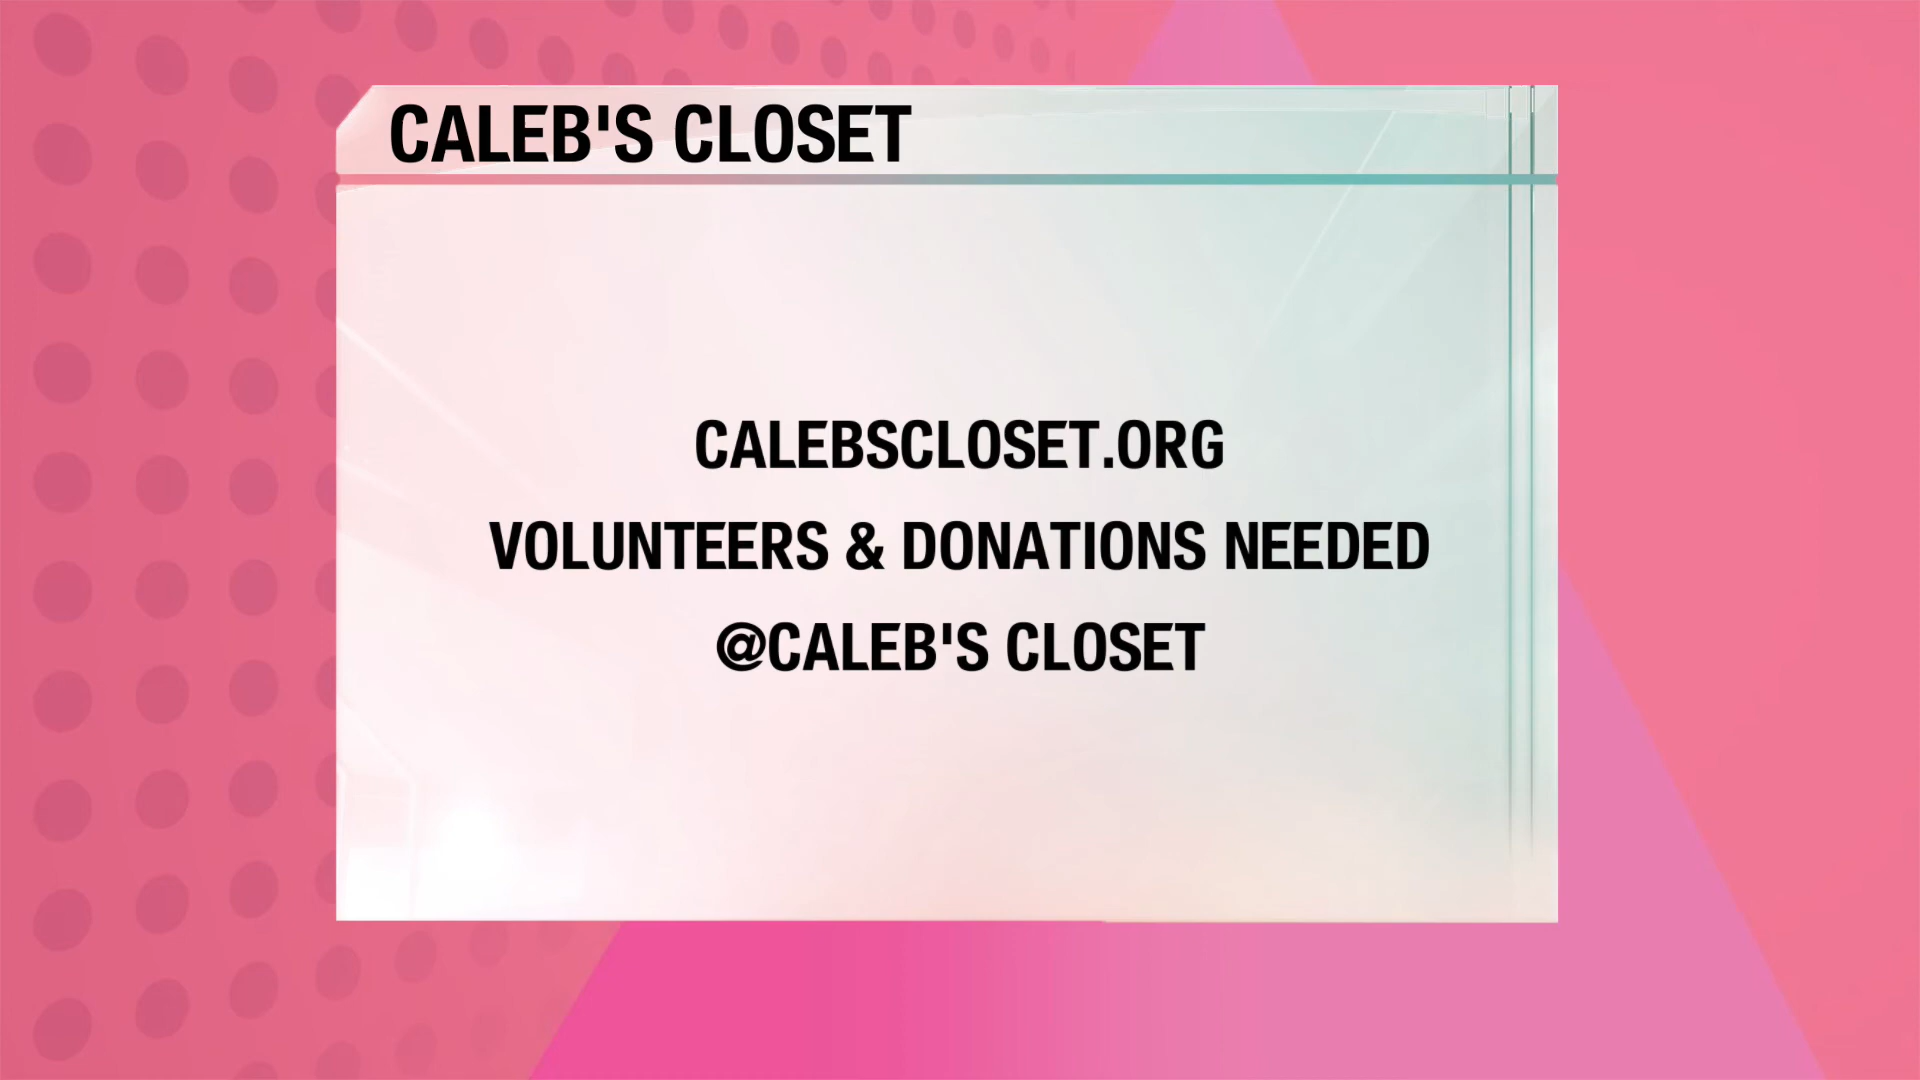 CALEB'S CLOSET
CALEBSCLOSET.ORG
VOLUNTEERS & DONATIONS NEEDED
@CALEB'S CLOSET